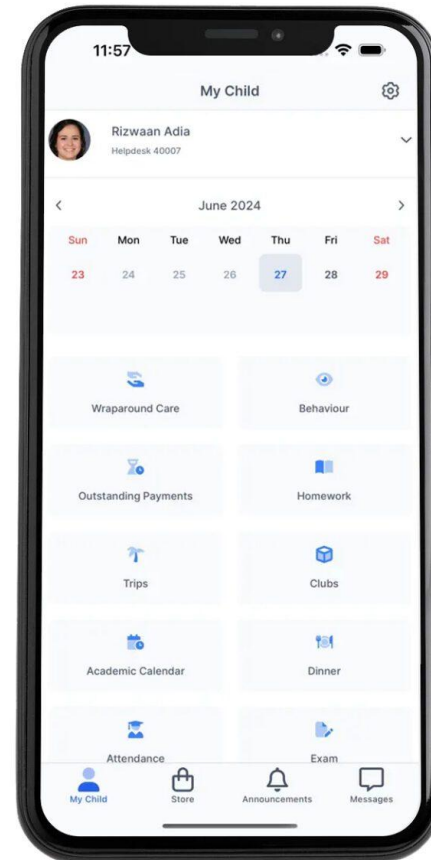 11:57
My Child
Rizwaan Adia
Helpdesk 40007
June 2024
Sun Mon Tue Wed Thu Fri Sat
23 24 25 26 27 28 29
Wraparound Care Behaviour
Outstanding Payments Homework
Trips Clubs
Academic Calendar Dinner
Attendance Exam
My Child Store Announcements Messages